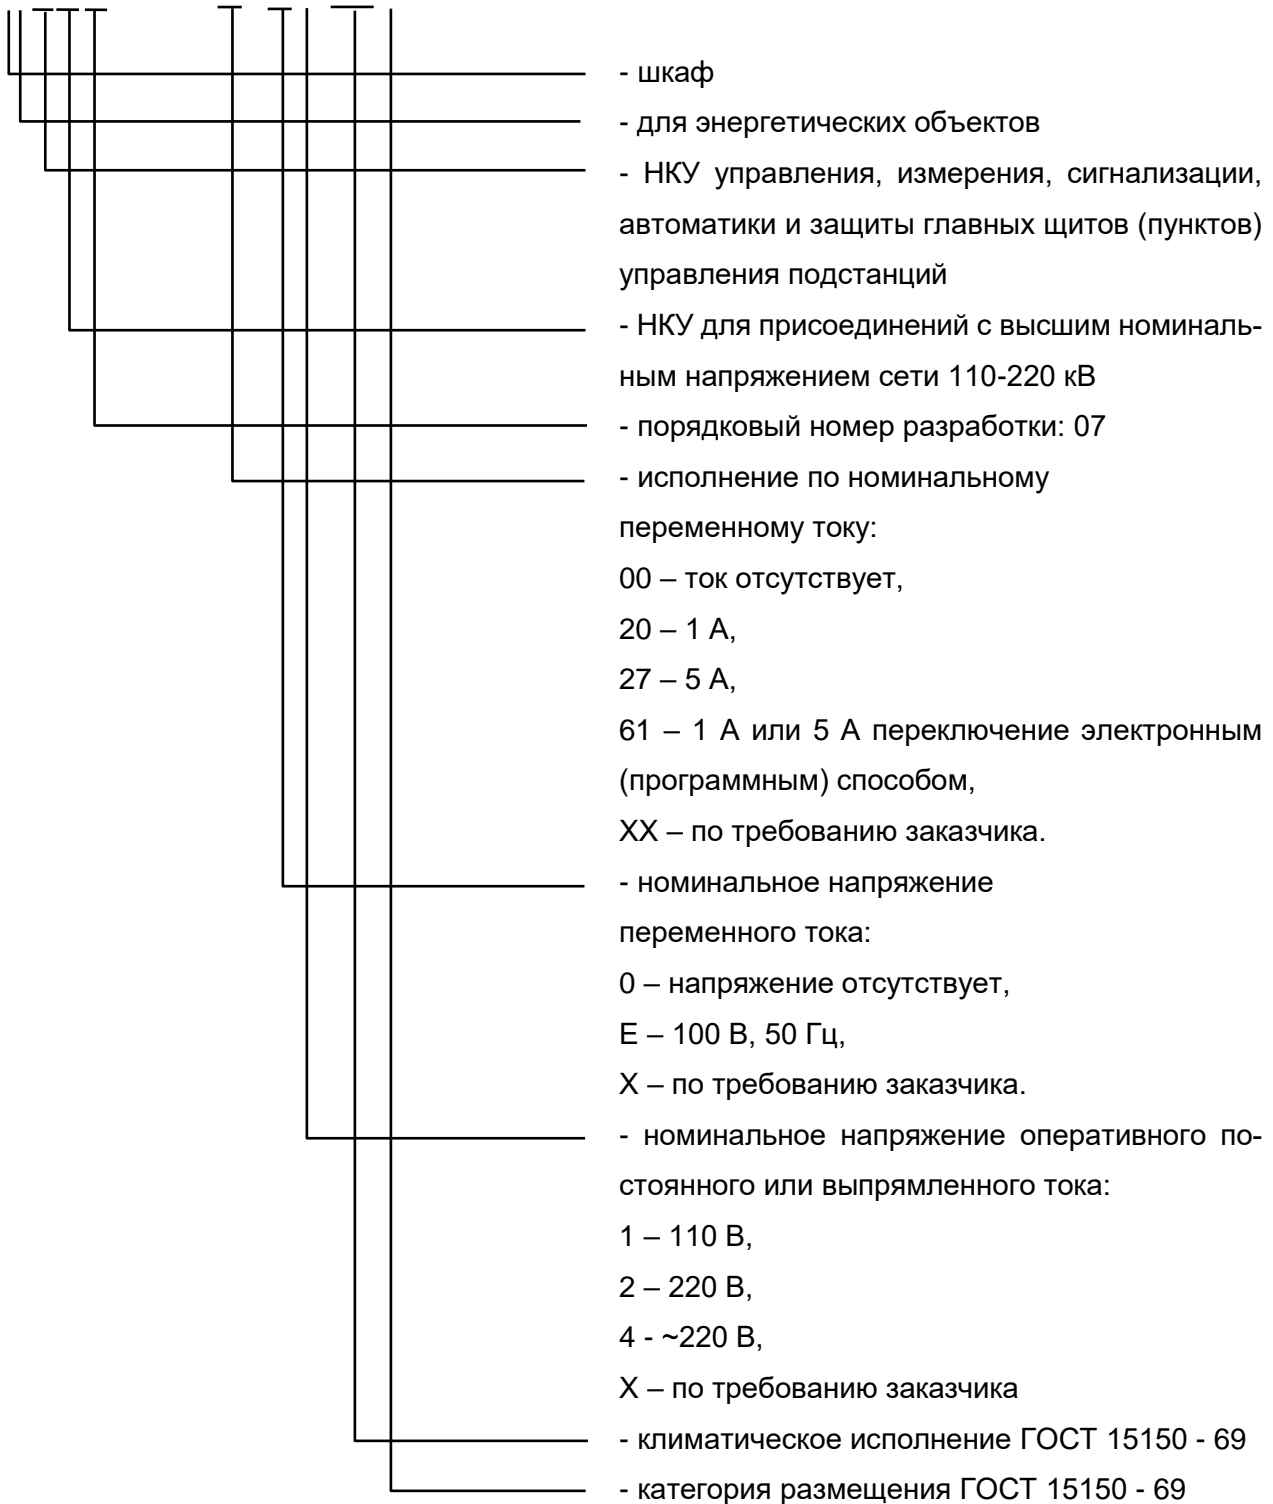 - шкаф
- для энергетических объектов
- НКУ управления, измерения, сигнализации,
автоматики и защиты главных щитов (пунктов)
управления подстанций
- НКУ для присоединений с высшим номиналь-
ным напряжением сети 110-220 кВ
- порядковый номер разработки: 07
- исполнение по номинальному
переменному току:
00 – ток отсутствует,
20 – 1 А,
27 – 5 А,
61 – 1 А или 5 А переключение электронным
(программным) способом,
ХХ – по требованию заказчика.
- номинальное напряжение
переменного тока:
0 – напряжение отсутствует,
Е – 100 В, 50 Гц,
Х – по требованию заказчика.
- номинальное напряжение оперативного по-
стоянного или выпрямленного тока:
1 – 110 В,
2 – 220 В,
4 - ~220 В,
Х – по требованию заказчика
- климатическое исполнение ГОСТ 15150 - 69
- категория размещения ГОСТ 15150 - 69